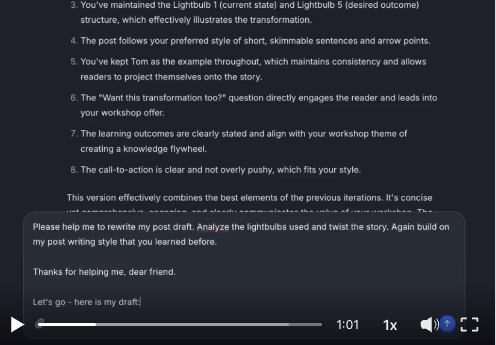 3. You've maintained the Lightbulb 1 (current state) and Lightbulb 5 (desired outcome)
structure, which effectively illustrates the transformation.
4. The post follows your preferred style of short, skimmable sentences and arrow points.
5. You've kept Tom as the example throughout, which maintains consistency and allows
readers to project themselves onto the story.
6. The "Want this transformation too?" question directly engages the reader and leads into
your workshop offer.
7. The learning outcomes are clearly stated and align with your workshop theme of
creating a knowledge flywheel.
8. The call-to-action is clear and not overly pushy, which fits your style.
This version effectively combines the best elements of the previous iterations. It's concise
Please help me to rewrite my post draft. Analyze the lightbulbs used and twist the story. Again build on
my post writing style that you learned before.
Thanks for helping me, dear friend.
Let's go - here is my draft:
1:01 1x